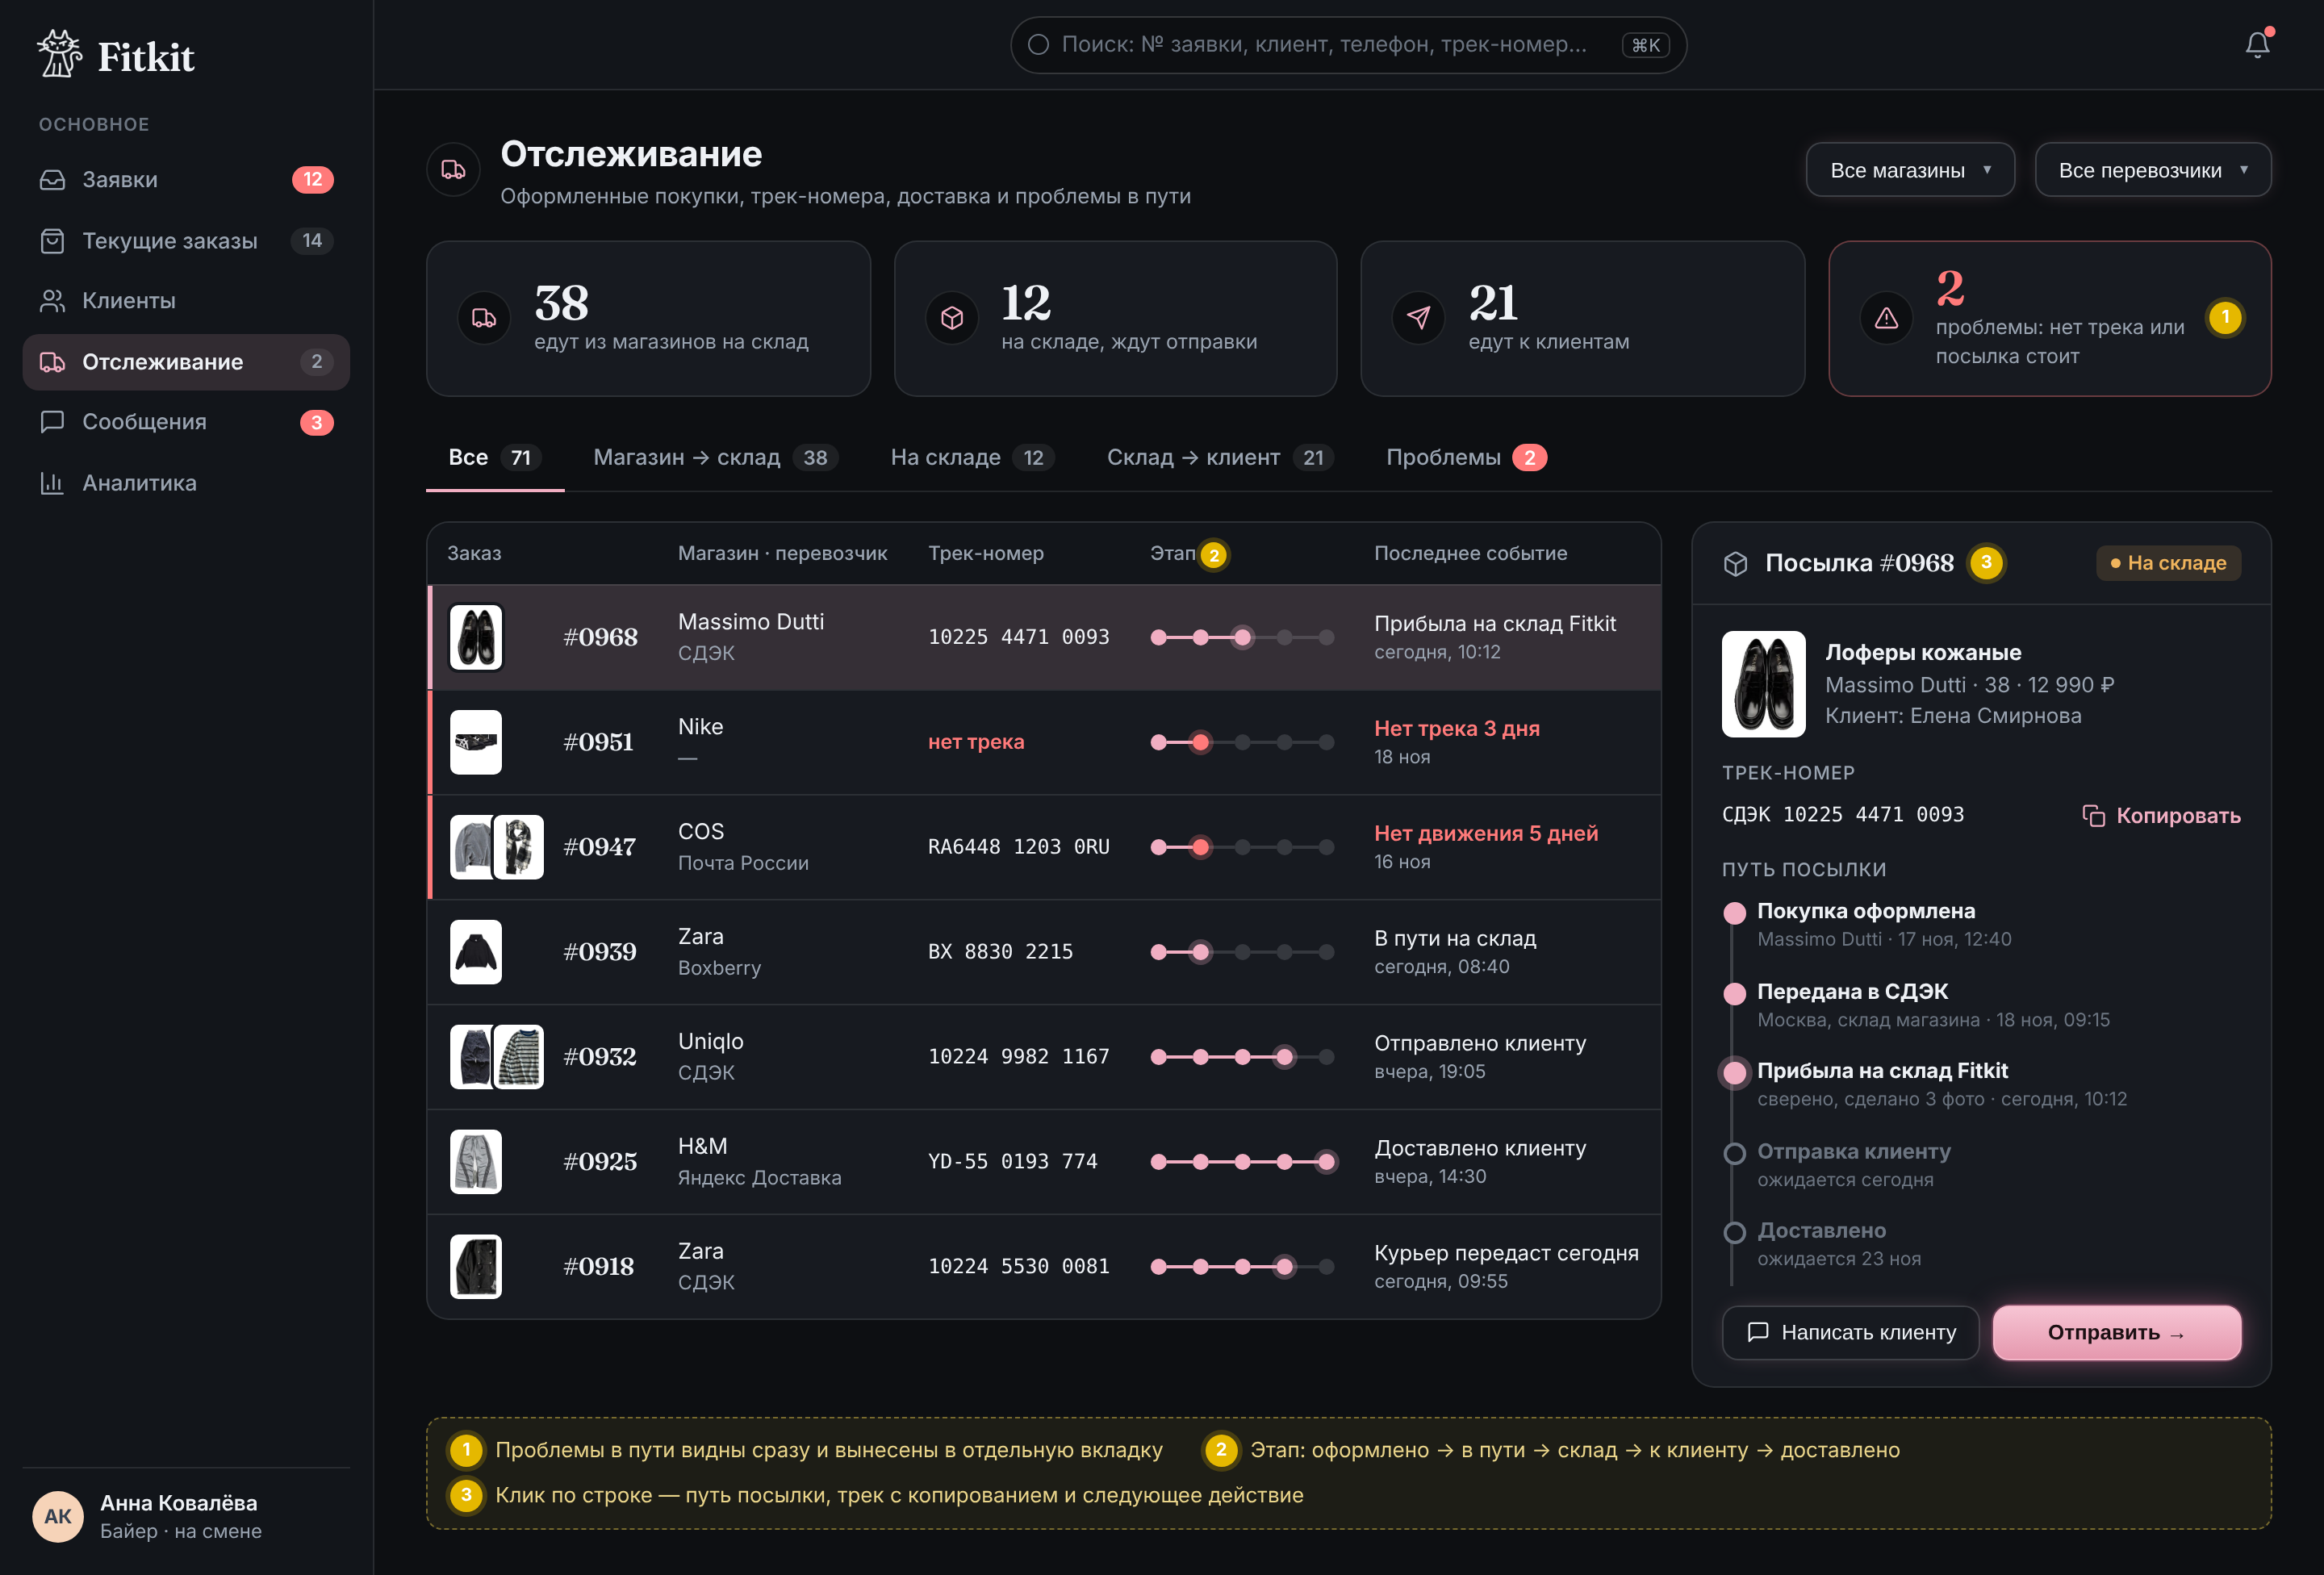 Fitkit
Поиск: № заявки, клиент, телефон, трек-номер...
⌘K
ОСНОВНОЕ
Заявки 12
Текущие заказы 14
Клиенты
Отслеживание 2
Сообщения 3
Аналитика
Отслеживание
Оформленные покупки, трек-номера, доставка и проблемы в пути
Все магазины ▼
Все перевозчики ▼
38
едут из магазинов на склад
12
на складе, ждут отправки
21
едут к клиентам
2
проблемы: нет трека или
посылка стоит
1
Все 71
Магазин → склад 38
На складе 12
Склад → клиент 21
Проблемы 2
Заказ Магазин · перевозчик Трек-номер Этап 2 Последнее событие
#0968
Massimo Dutti
СДЭК
10225 4471 0093
Прибыла на склад Fitkit
сегодня, 10:12
#0951
Nike
—
нет трека
Нет трека 3 дня
18 ноя
#0947
COS
Почта России
RA6448 1203 0RU
Нет движения 5 дней
16 ноя
#0939
Zara
Boxberry
BX 8830 2215
В пути на склад
сегодня, 08:40
#0932
Uniqlo
СДЭК
10224 9982 1167
Отправлено клиенту
вчера, 19:05
#0925
H&M
Яндекс Доставка
YD-55 0193 774
Доставлено клиенту
вчера, 14:30
#0918
Zara
СДЭК
10224 5530 0081
Курьер передаст сегодня
сегодня, 09:55
Посылка #0968 3
На складе
Лоферы кожаные
Massimo Dutti · 38 · 12 990 ₽
Клиент: Елена Смирнова
ТРЕК-НОМЕР
СДЭК 10225 4471 0093
Копировать
ПУТЬ ПОСЫЛКИ
Покупка оформлена
Massimo Dutti · 17 ноя, 12:40
Передана в СДЭК
Москва, склад магазина · 18 ноя, 09:15
Прибыла на склад Fitkit
сверено, сделано 3 фото · сегодня, 10:12
Отправка клиенту
ожидается сегодня
Доставлено
ожидается 23 ноя
Написать клиенту
Отправить →
1 Проблемы в пути видны сразу и вынесены в отдельную вкладку
2 Этап: оформлено → в пути → склад → к клиенту → доставлено
3 Клик по строке — путь посылки, трек с копированием и следующее действие
АК
Анна Ковалёва
Байер · на смене